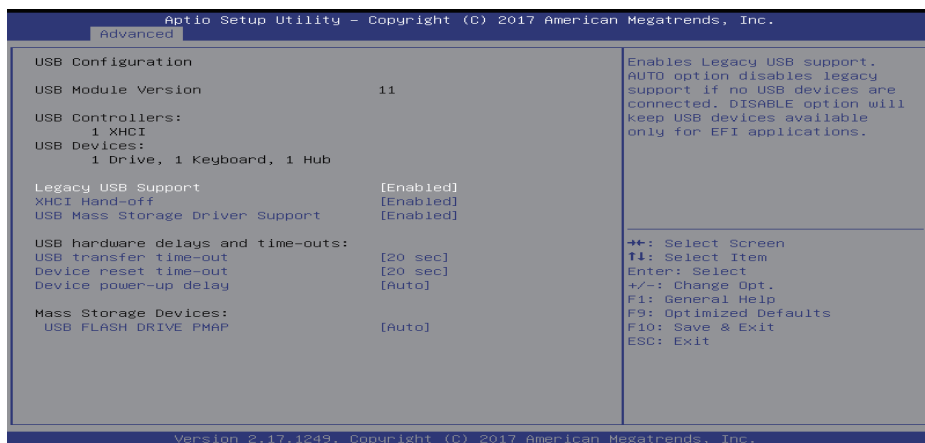 Aptio Setup Utility – Copyright (C) 2017 American Megatrends, Inc.
Advanced
USB Configuration
USB Module Version 11
USB Controllers:
1 XHCI
USB Devices:
1 Drive, 1 Keyboard, 1 Hub
Legacy USB Support [Enabled]
XHCI Hand-off [Enabled]
USB Mass Storage Driver Support [Enabled]
USB hardware delays and time-outs:
USB transfer time-out [20 sec]
Device reset time-out [20 sec]
Device power-up delay [Auto]
Mass Storage Devices:
USB FLASH DRIVE PMAP [Auto]
Enables Legacy USB support.
AUTO option disables legacy
support if no USB devices are
connected. DISABLE option will
keep USB devices available
only for EFI applications.
→←: Select Screen
↑↓: Select Item
Enter: Select
+/-: Change Opt.
F1: General Help
F9: Optimized Defaults
F10: Save & Exit
ESC: Exit
Version 2.17.1249. Copyright (C) 2017 American Megatrends, Inc.